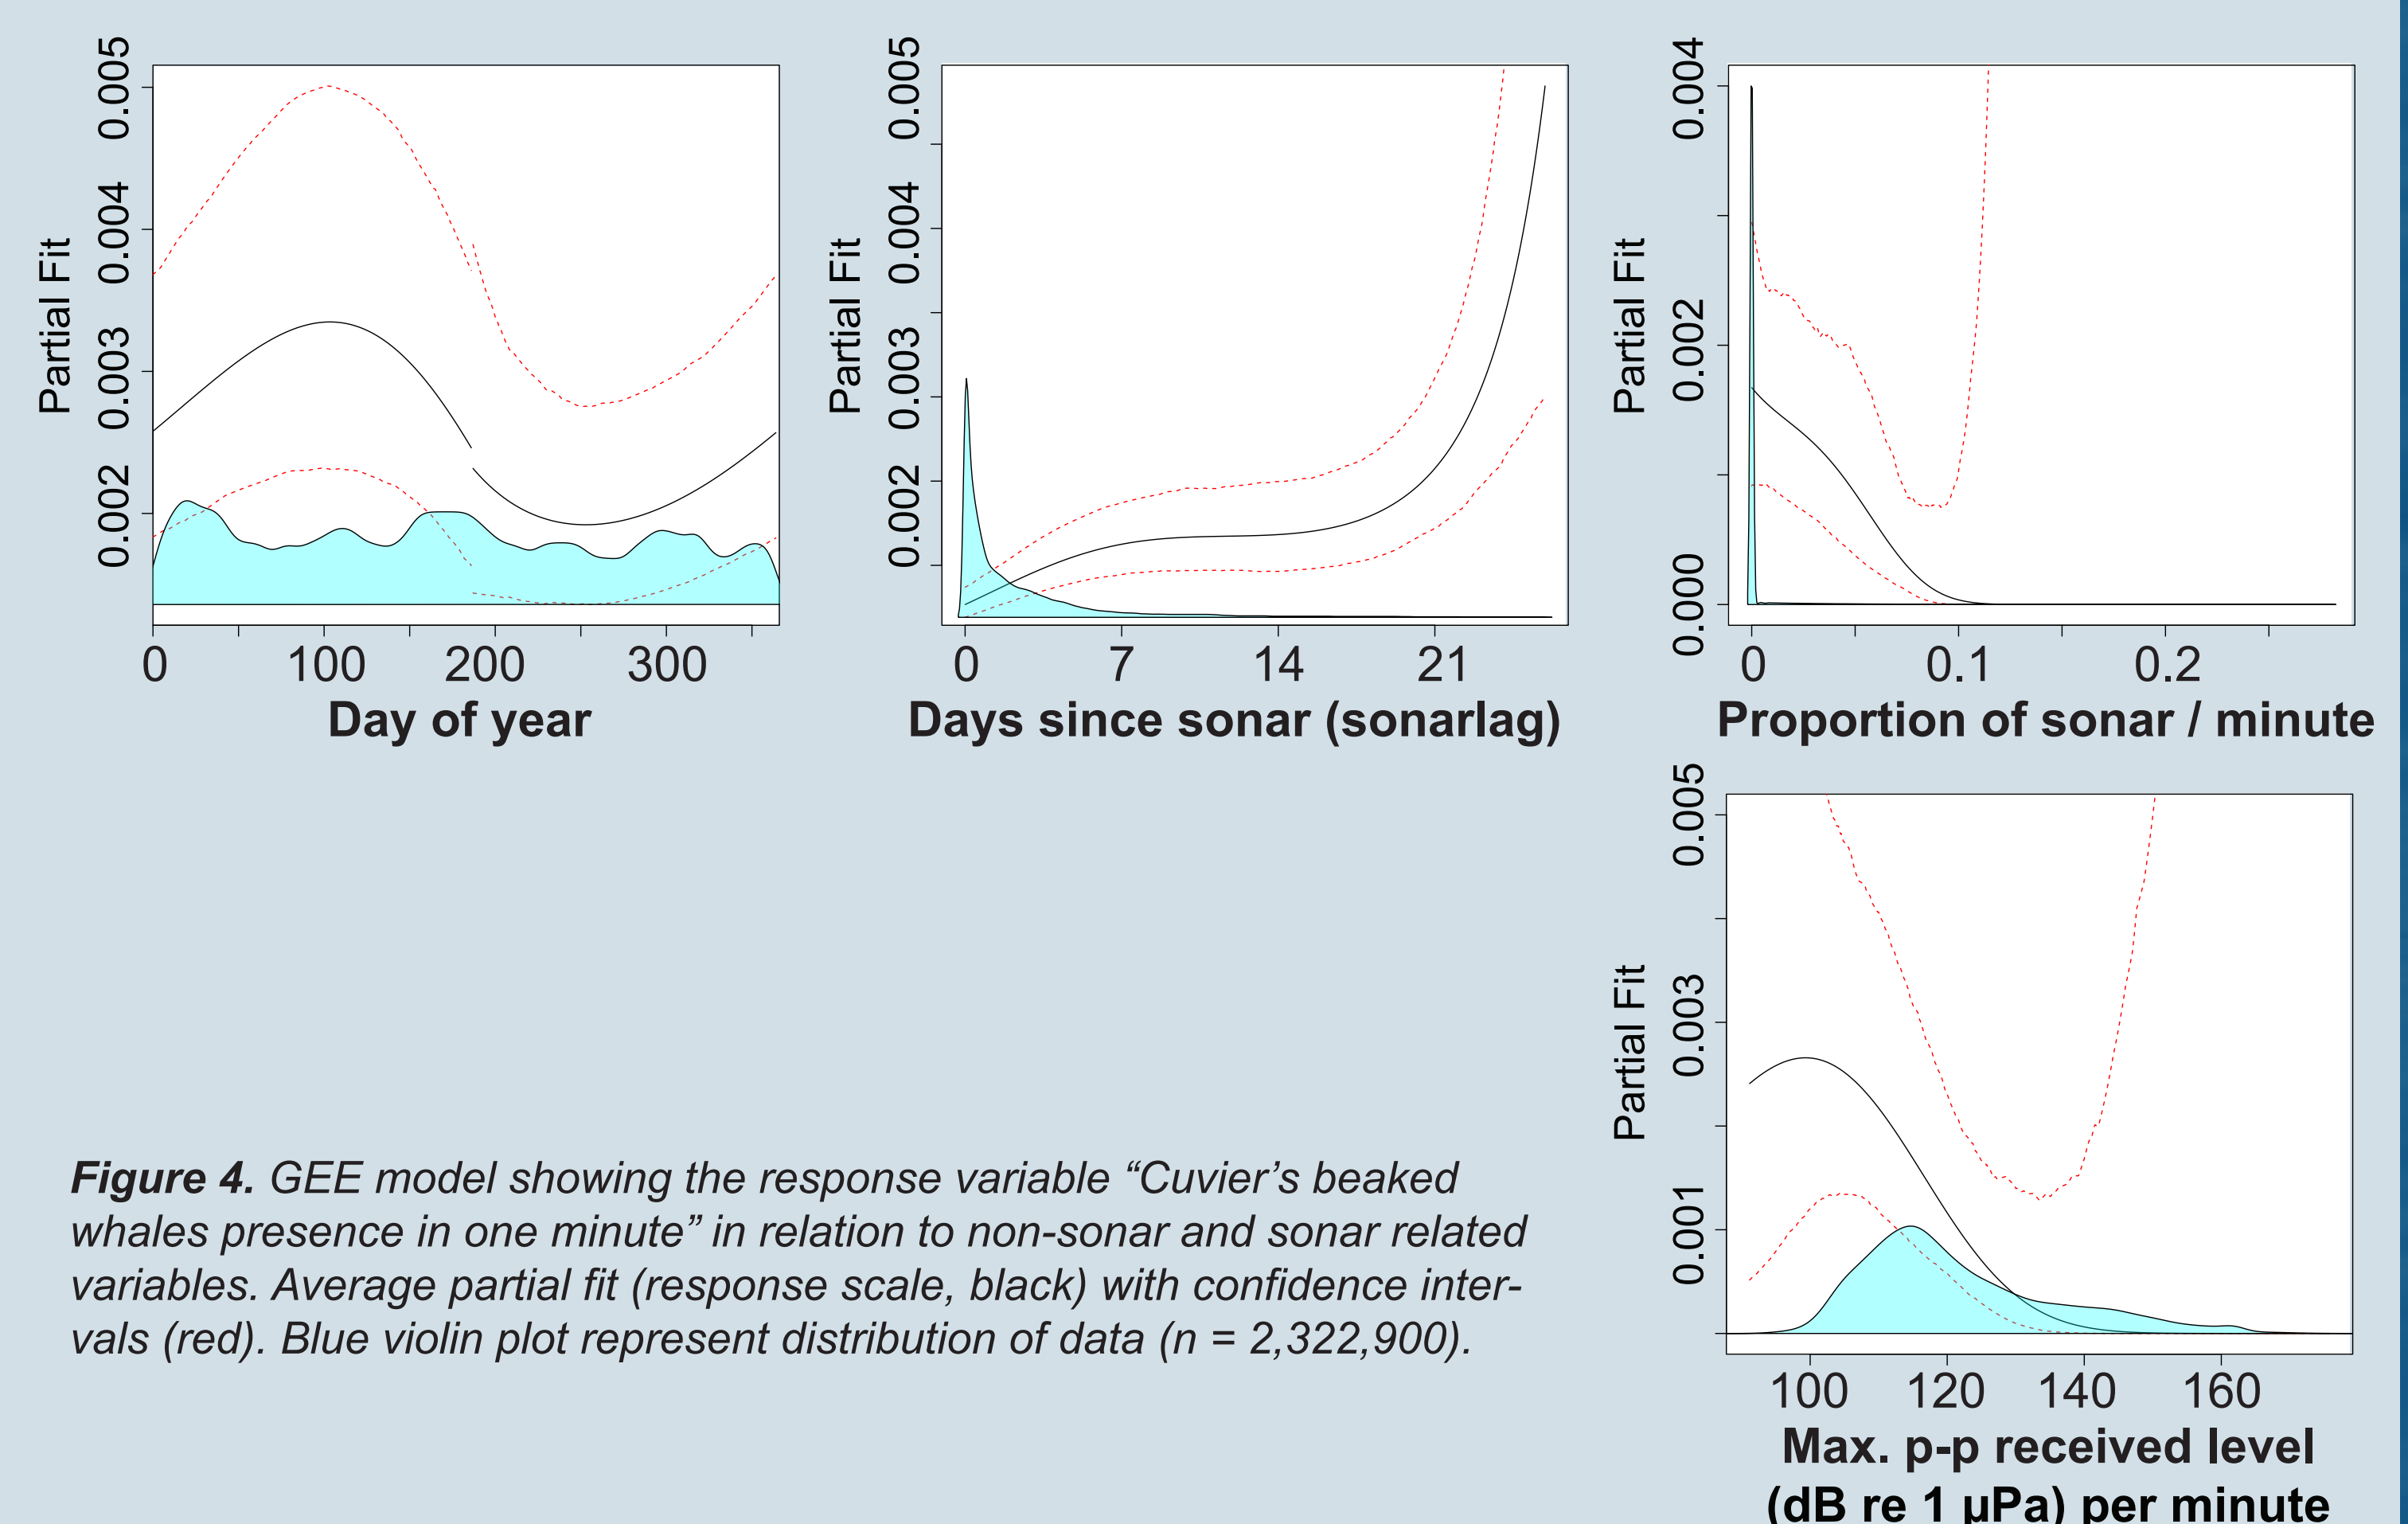 0.005
0.004
0.003
0.002
Partial Fit
0 100 200 300
Day of year
0.005
0.004
0.003
0.002
Partial Fit
0 7 14 21
Days since sonar (sonarlag)
0.004
0.002
0.000
Partial Fit
0 0.1 0.2
Proportion of sonar / minute
0.005
0.003
0.001
Partial Fit
100 120 140 160
Max. p-p received level
(dB re 1 µPa) per minute
Figure 4. GEE model showing the response variable “Cuvier’s beaked
whales presence in one minute” in relation to non-sonar and sonar related
variables. Average partial fit (response scale, black) with confidence inter-
vals (red). Blue violin plot represent distribution of data (n = 2,322,900).